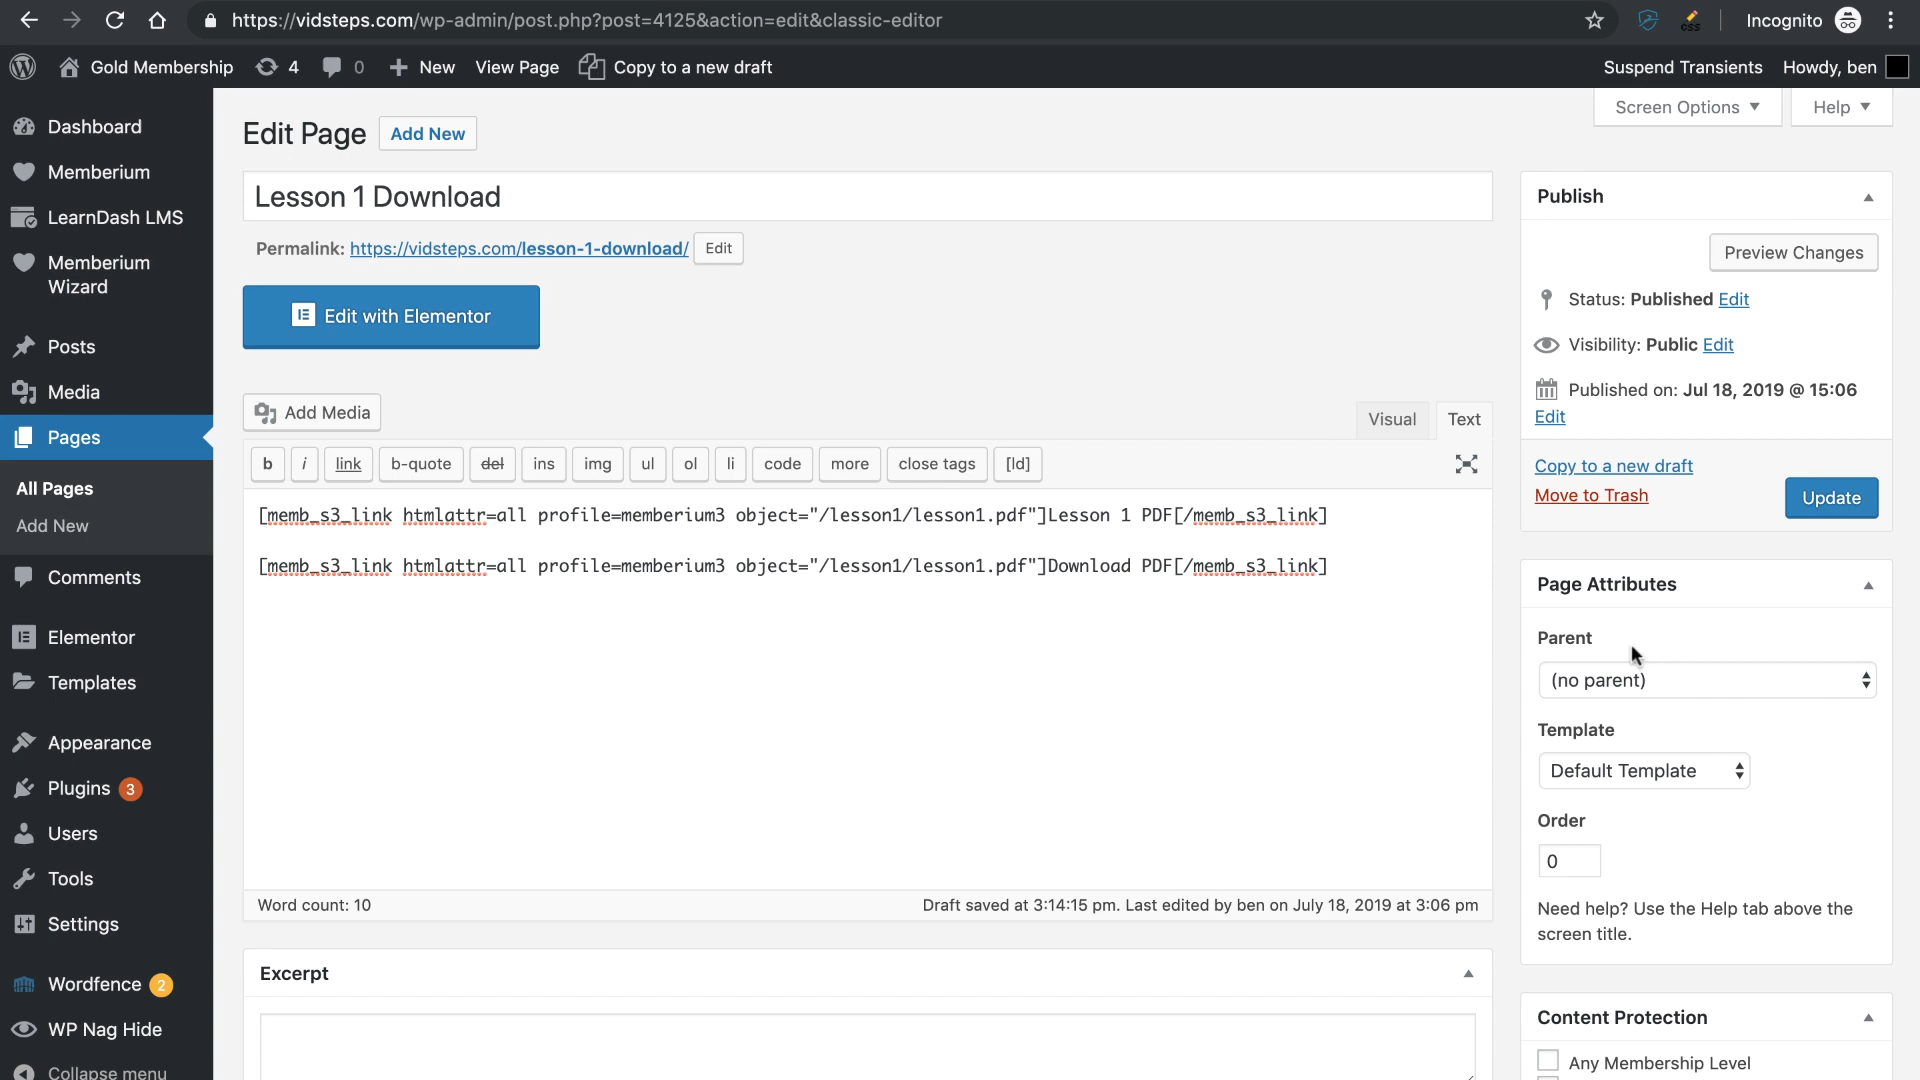 https://vidsteps.com/wp-admin/post.php?post=4125&action=edit&classic-editor
css
Incognito
Gold Membership
4
0
New
View Page
Copy to a new draft
Suspend Transients
Howdy, ben
Screen Options
Help
Dashboard
Memberium
LearnDash LMS
Memberium
Wizard
Posts
Media
Pages
All Pages
Add New
Comments
Elementor
Templates
Appearance
Plugins 3
Users
Tools
Settings
Wordfence 2
WP Nag Hide
Collapse menu
Edit Page
Add New
Lesson 1 Download
Permalink: https://vidsteps.com/lesson-1-download/ Edit
Edit with Elementor
Add Media
Visual
Text
b i link b-quote del ins img ul ol li code more close tags [ld]
[memb_s3_link htmlattr=all profile=memberium3 object="/lesson1/lesson1.pdf"]Lesson 1 PDF[/memb_s3_link]
[memb_s3_link htmlattr=all profile=memberium3 object="/lesson1/lesson1.pdf"]Download PDF[/memb_s3_link]
Word count: 10
Draft saved at 3:14:15 pm. Last edited by ben on July 18, 2019 at 3:06 pm
Excerpt
Publish
Preview Changes
Status: Published Edit
Visibility: Public Edit
Published on: Jul 18, 2019 @ 15:06
Edit
Copy to a new draft
Move to Trash
Update
Page Attributes
Parent
(no parent)
Template
Default Template
Order
0
Need help? Use the Help tab above the
screen title.
Content Protection
Any Membership Level